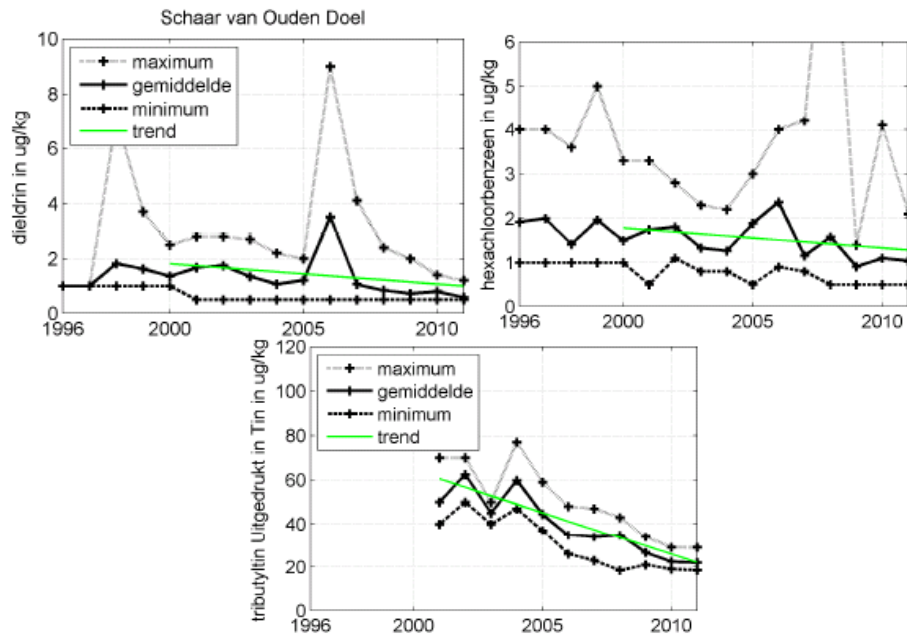 Schaar van Ouden Doel
dieldrin in ug/kg
10
8
6
4
2
0
maximum
gemiddelde
minimum
trend
1996 2000 2005 2010
hexachloorbenzeen in ug/kg
6
5
4
3
2
1
0
1996 2000 2005 2010
tributyltin Uitgedrukt in Tin in ug/kg
120
100
80
60
40
20
0
maximum
gemiddelde
minimum
trend
1996 2000 2005 2010